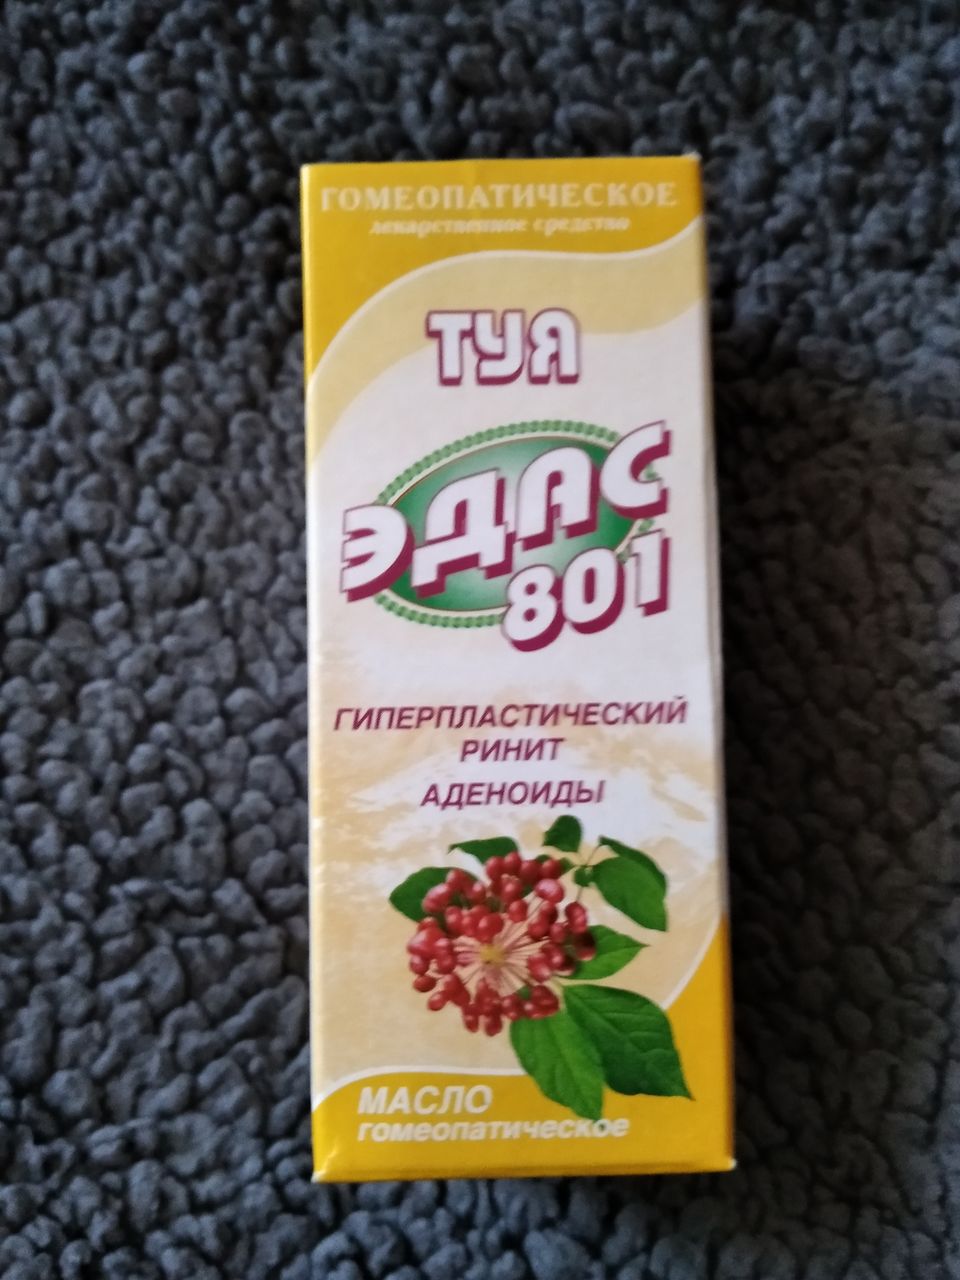 ГОМЕОПАТИЧЕСКОЕ
лекарственное средство
ТУЯ
ЭДАС
801
ГИПЕРПЛАСТИЧЕСКИЙ
РИНИТ
АДЕНОИДЫ
МАСЛО
гомеопатическое